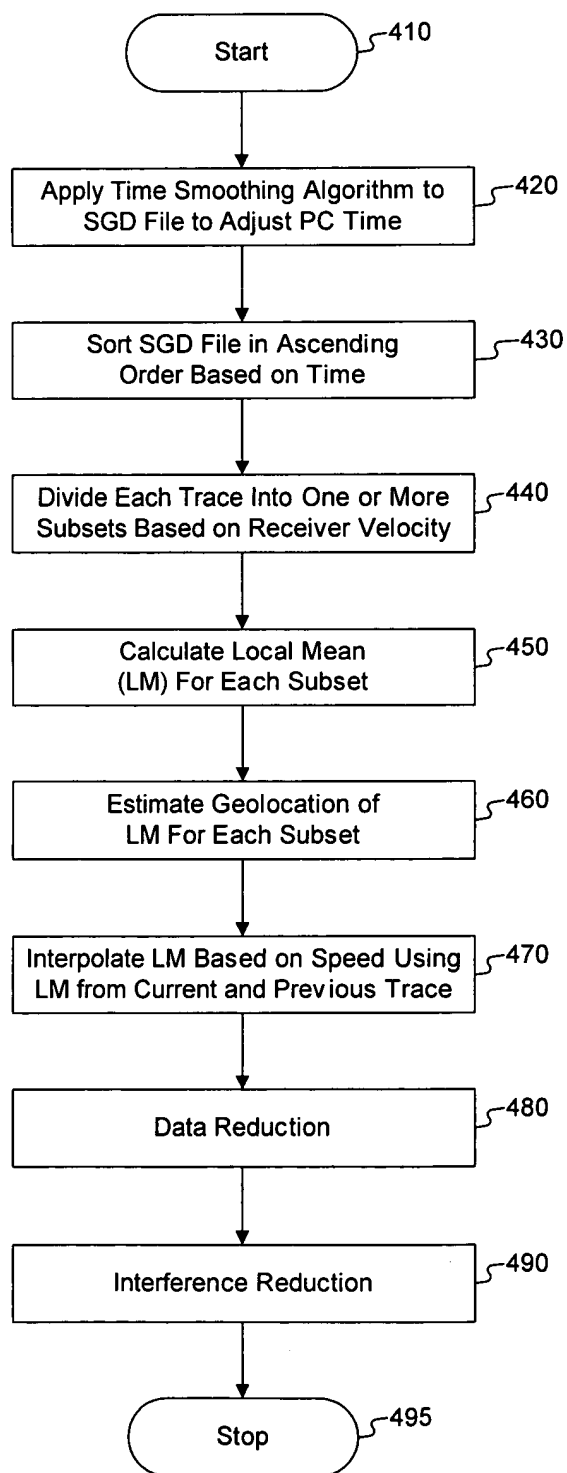 Start
410
Apply Time Smoothing Algorithm to
SGD File to Adjust PC Time
420
Sort SGD File in Ascending
Order Based on Time
430
Divide Each Trace Into One or More
Subsets Based on Receiver Velocity
440
Calculate Local Mean
(LM) For Each Subset
450
Estimate Geolocation of
LM For Each Subset
460
Interpolate LM Based on Speed Using
LM from Current and Previous Trace
470
Data Reduction
480
Interference Reduction
490
Stop
495